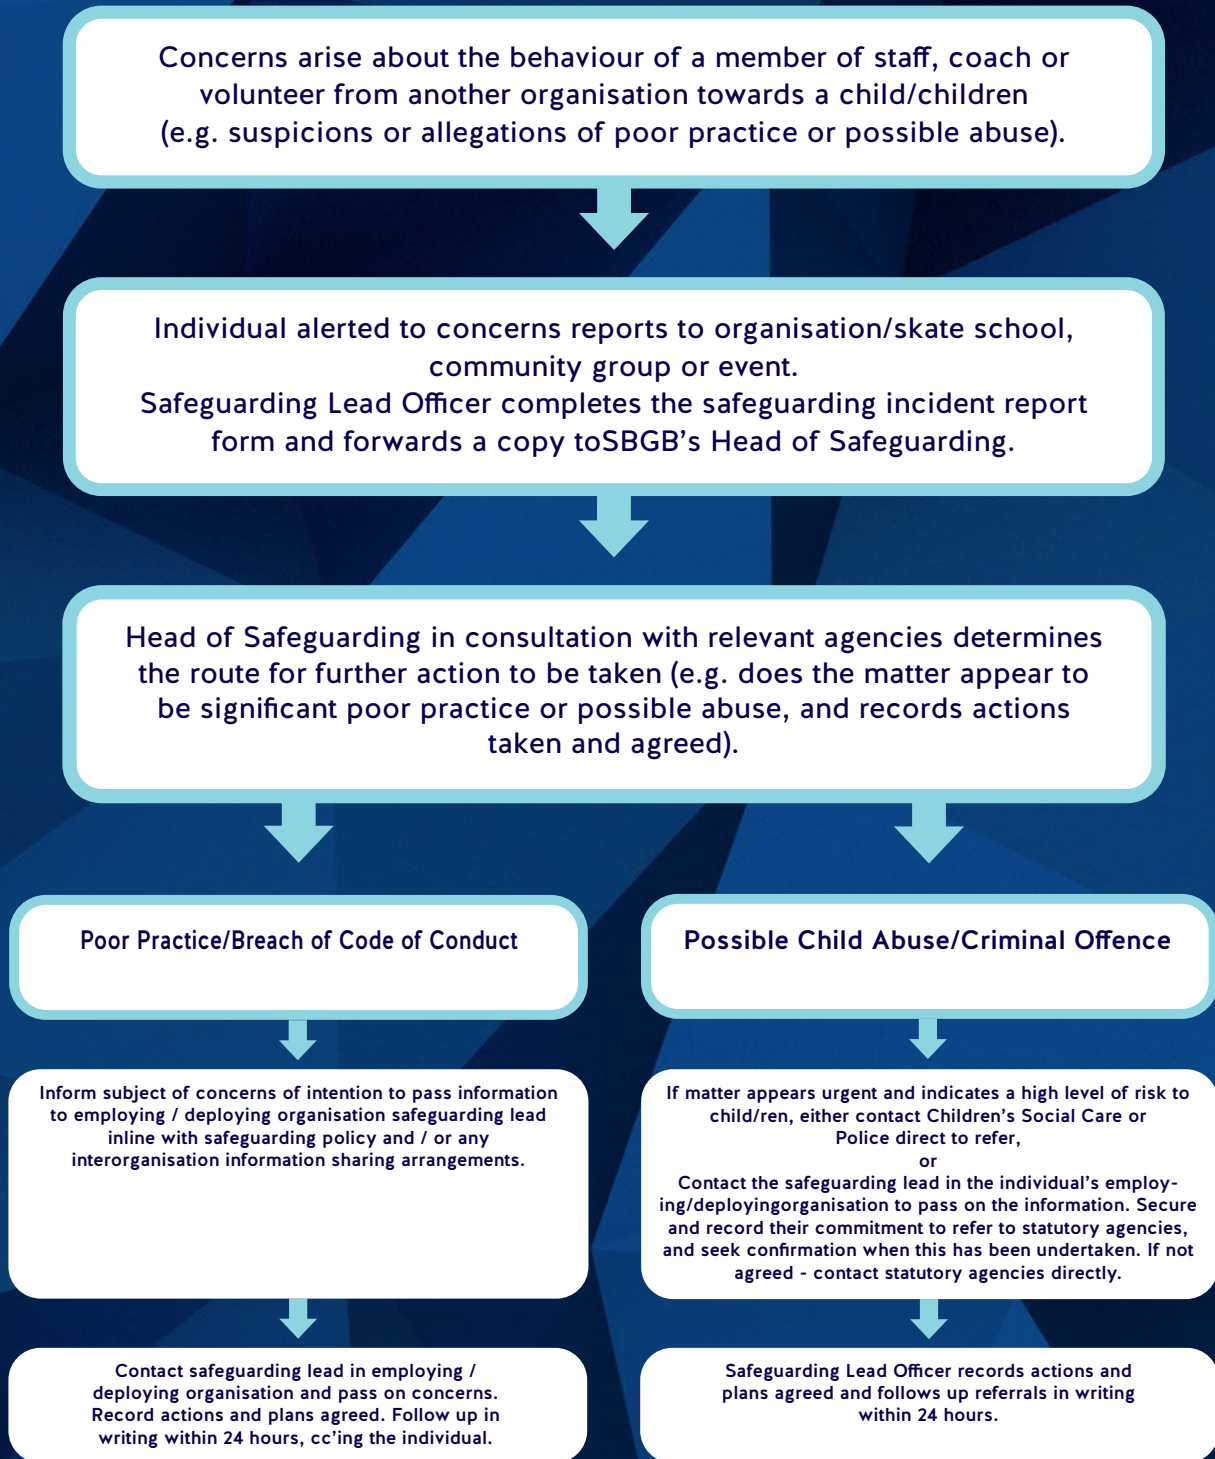 Concerns arise about the behaviour of a member of staff, coach or
volunteer from another organisation towards a child/children
(e.g. suspicions or allegations of poor practice or possible abuse).
Individual alerted to concerns reports to organisation/skate school,
community group or event.
Safeguarding Lead Officer completes the safeguarding incident report
form and forwards a copy toSBGB’s Head of Safeguarding.
Head of Safeguarding in consultation with relevant agencies determines
the route for further action to be taken (e.g. does the matter appear to
be significant poor practice or possible abuse, and records actions
taken and agreed).
Poor Practice/Breach of Code of Conduct
Inform subject of concerns of intention to pass information
to employing / deploying organisation safeguarding lead
inline with safeguarding policy and / or any
interorganisation information sharing arrangements.
Contact safeguarding lead in employing /
deploying organisation and pass on concerns.
Record actions and plans agreed. Follow up in
writing within 24 hours, cc’ing the individual.
Possible Child Abuse/Criminal Offence
If matter appears urgent and indicates a high level of risk to
child/ren, either contact Children’s Social Care or
Police direct to refer,
or
Contact the safeguarding lead in the individual’s employ-
ing/deployingorganisation to pass on the information. Secure
and record their commitment to refer to statutory agencies,
and seek confirmation when this has been undertaken. If not
agreed - contact statutory agencies directly.
Safeguarding Lead Officer records actions and
plans agreed and follows up referrals in writing
within 24 hours.